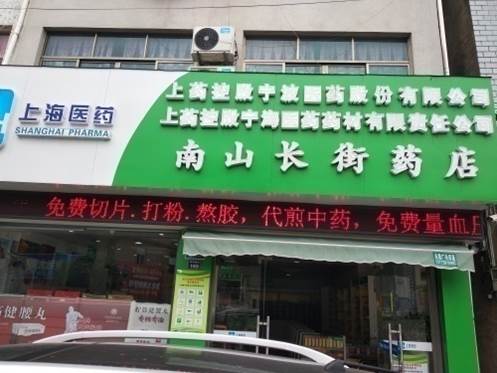 上海医药
SHANGHAI PHARMA
上药控股宁波医药股份有限公司
上药控股宁海医药药材有限责任公司
南山长街药店
免费切片.打粉.熬胶，代煎中药，免费量血压
健腰丸